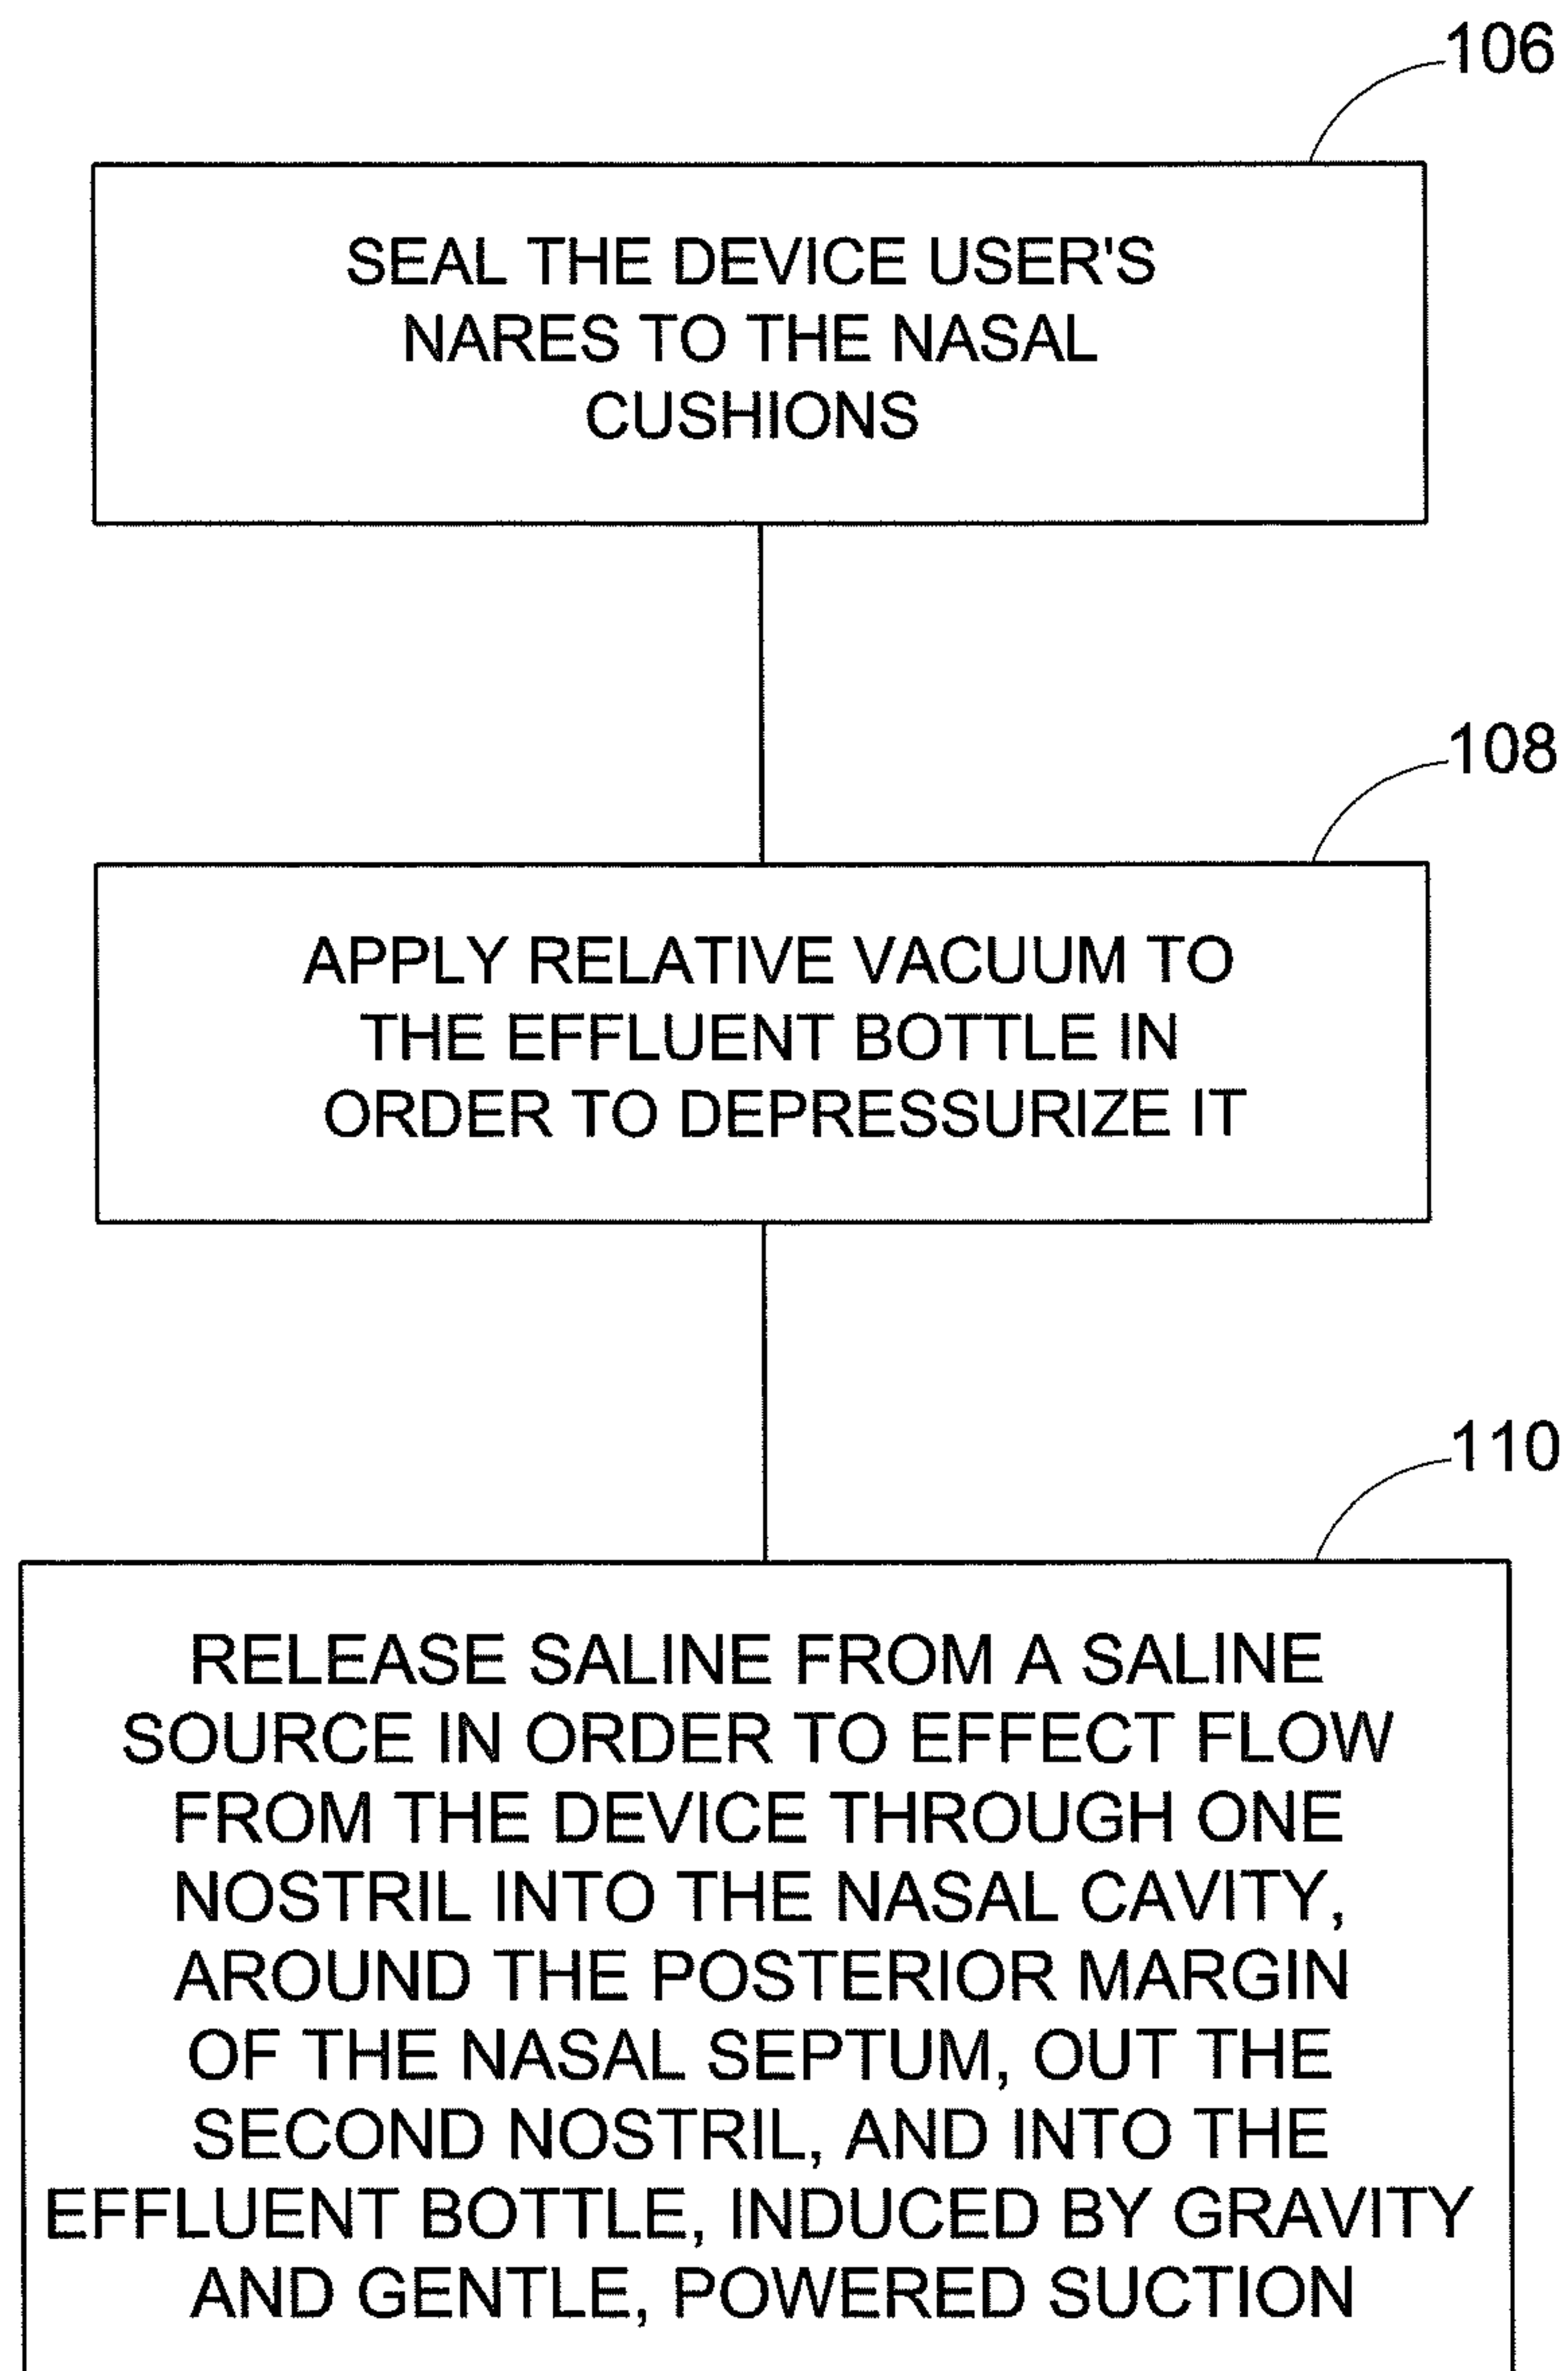 106
SEAL THE DEVICE USER'S
NARES TO THE NASAL
CUSHIONS
108
APPLY RELATIVE VACUUM TO
THE EFFLUENT BOTTLE IN
ORDER TO DEPRESSURIZE IT
110
RELEASE SALINE FROM A SALINE
SOURCE IN ORDER TO EFFECT FLOW
FROM THE DEVICE THROUGH ONE
NOSTRIL INTO THE NASAL CAVITY,
AROUND THE POSTERIOR MARGIN
OF THE NASAL SEPTUM, OUT THE
SECOND NOSTRIL, AND INTO THE
EFFLUENT BOTTLE, INDUCED BY GRAVITY
AND GENTLE, POWERED SUCTION